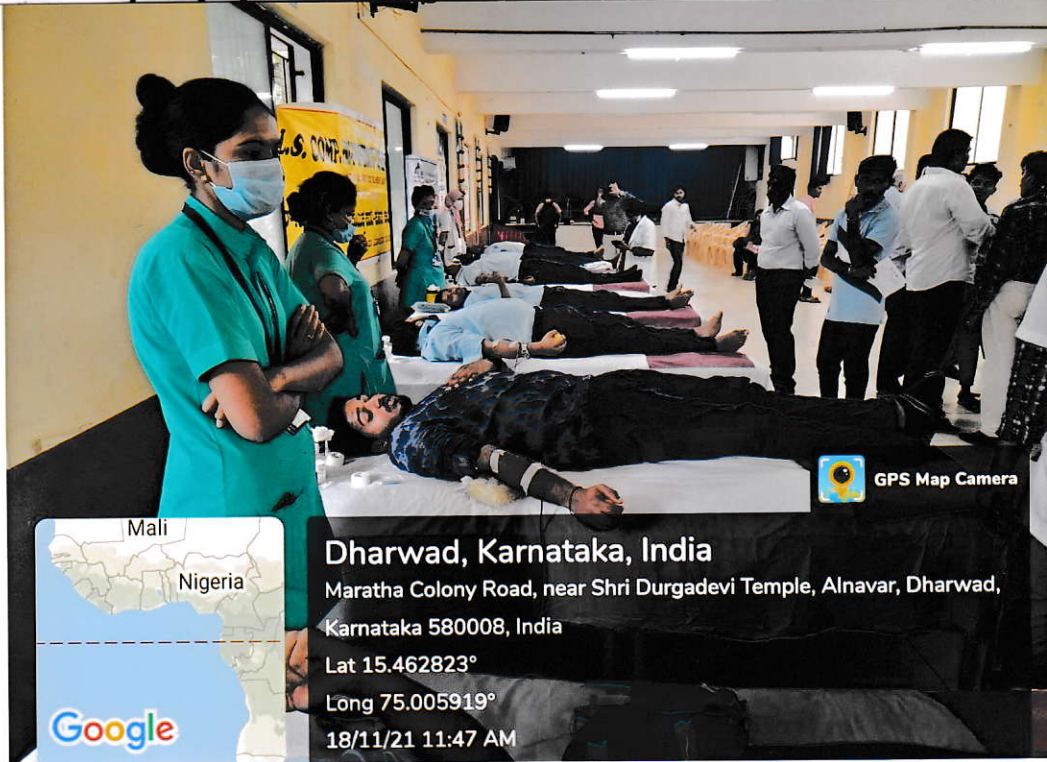 L.S. COMP
GPS Map Camera
Mali
Nigeria
Google
Dharwad, Karnataka, India
Maratha Colony Road, near Shri Durgadevi Temple, Alnavar, Dharwad,
Karnataka 580008, India
Lat 15.462823°
Long 75.005919°
18/11/21 11:47 AM